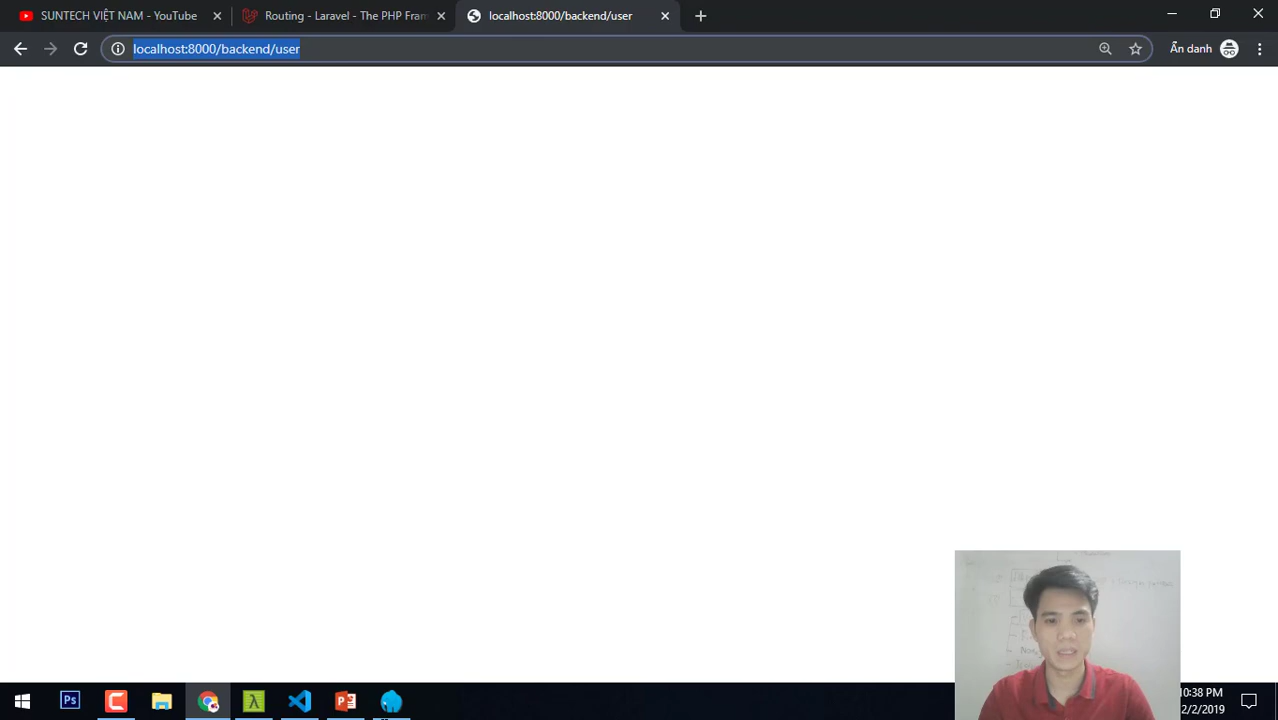 SUNTECH VIỆT NAM - YouTube
Routing - Laravel - The PHP Fram
localhost:8000/backend/user
localhost:8000/backend/user
Ẩn danh
Ps
λ
10:38 PM
2/2/2019